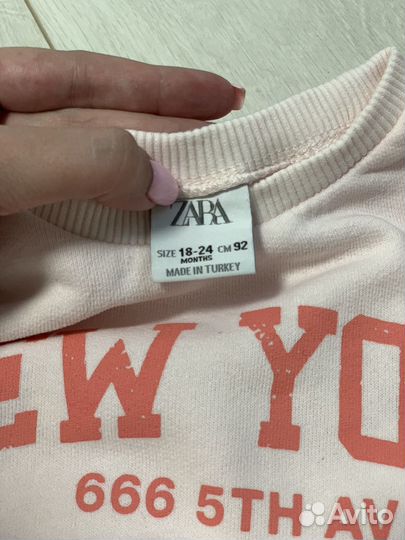 ZARA
SIZE 18-24 CM 92
MONTHS
MADE IN TURKEY
EW YO
666 5TH AV
Avito